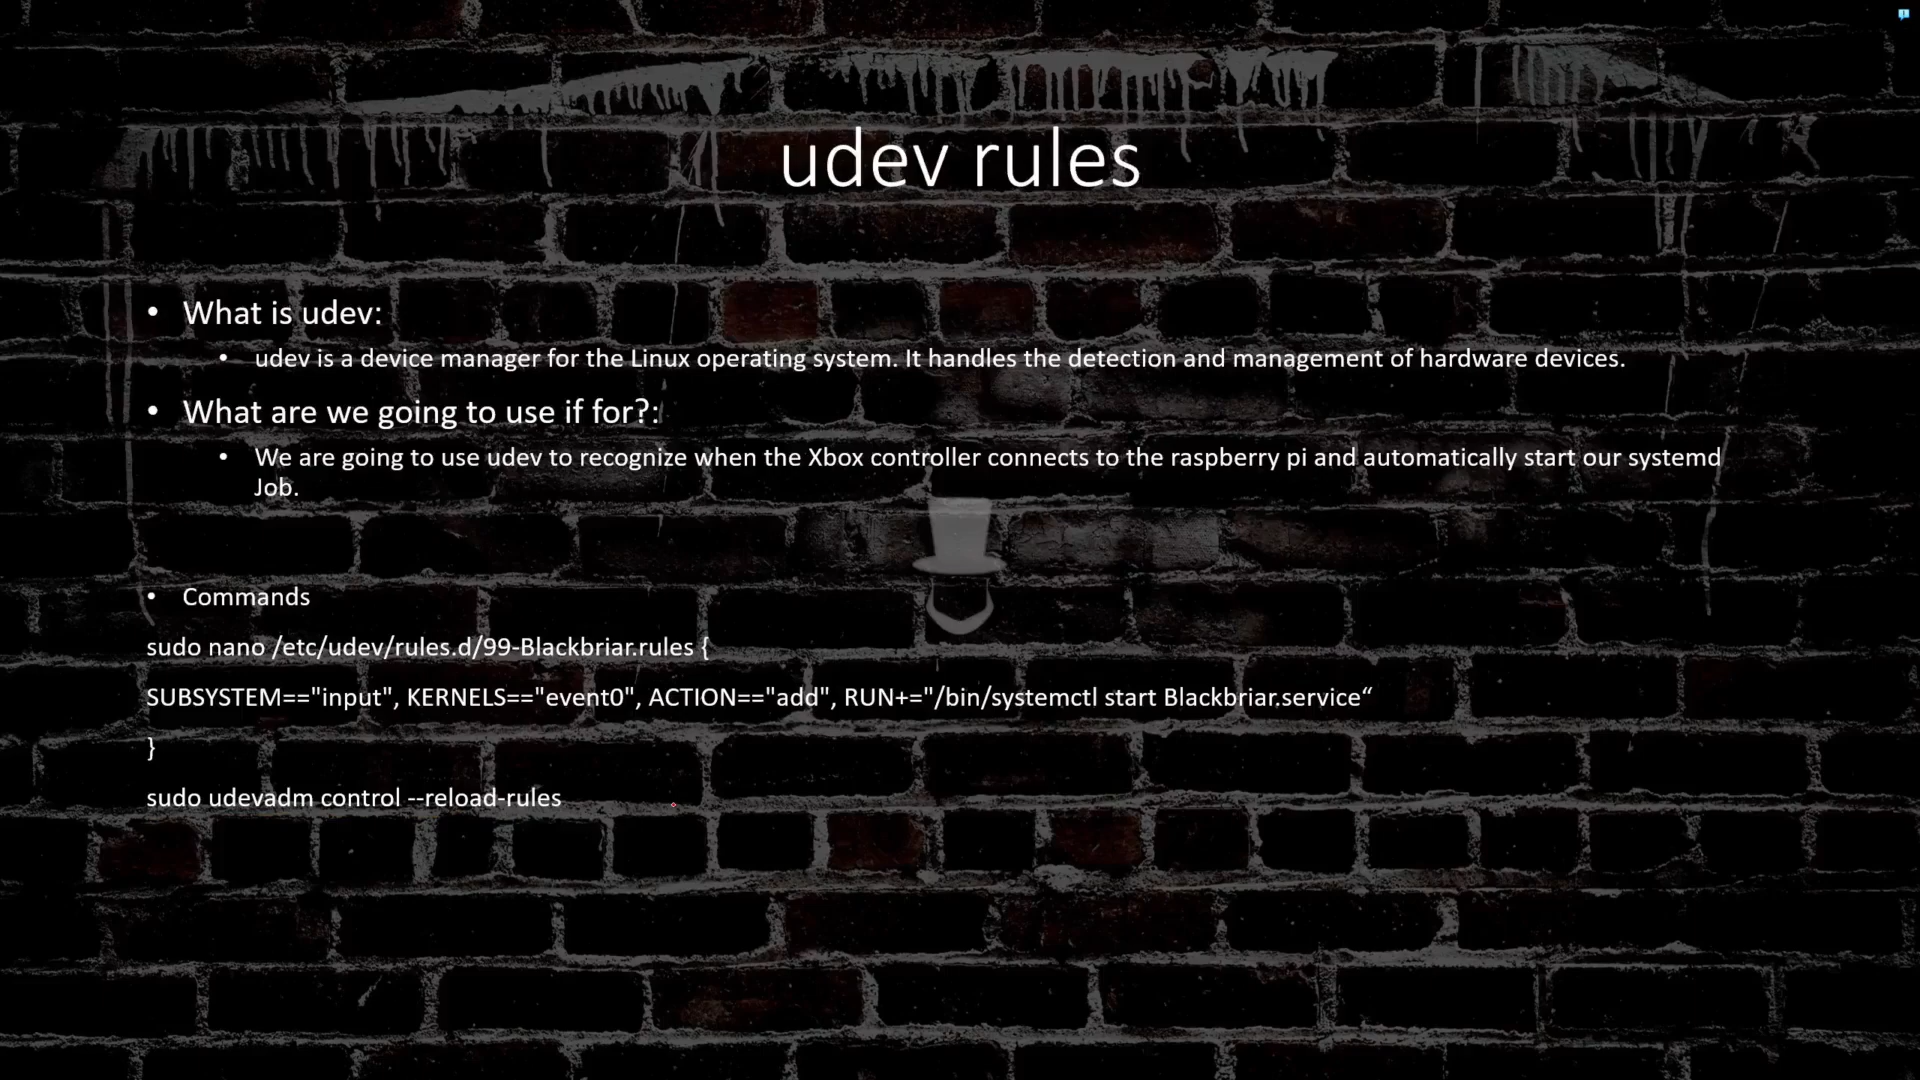 udev rules
• What is udev:
• udev is a device manager for the Linux operating system. It handles the detection and management of hardware devices.
• What are we going to use if for?:
• We are going to use udev to recognize when the Xbox controller connects to the raspberry pi and automatically start our systemd
Job.
• Commands
sudo nano /etc/udev/rules.d/99-Blackbriar.rules {
SUBSYSTEM=="input", KERNELS=="event0", ACTION=="add", RUN+="/bin/systemctl start Blackbriar.service“
}
sudo udevadm control --reload-rules